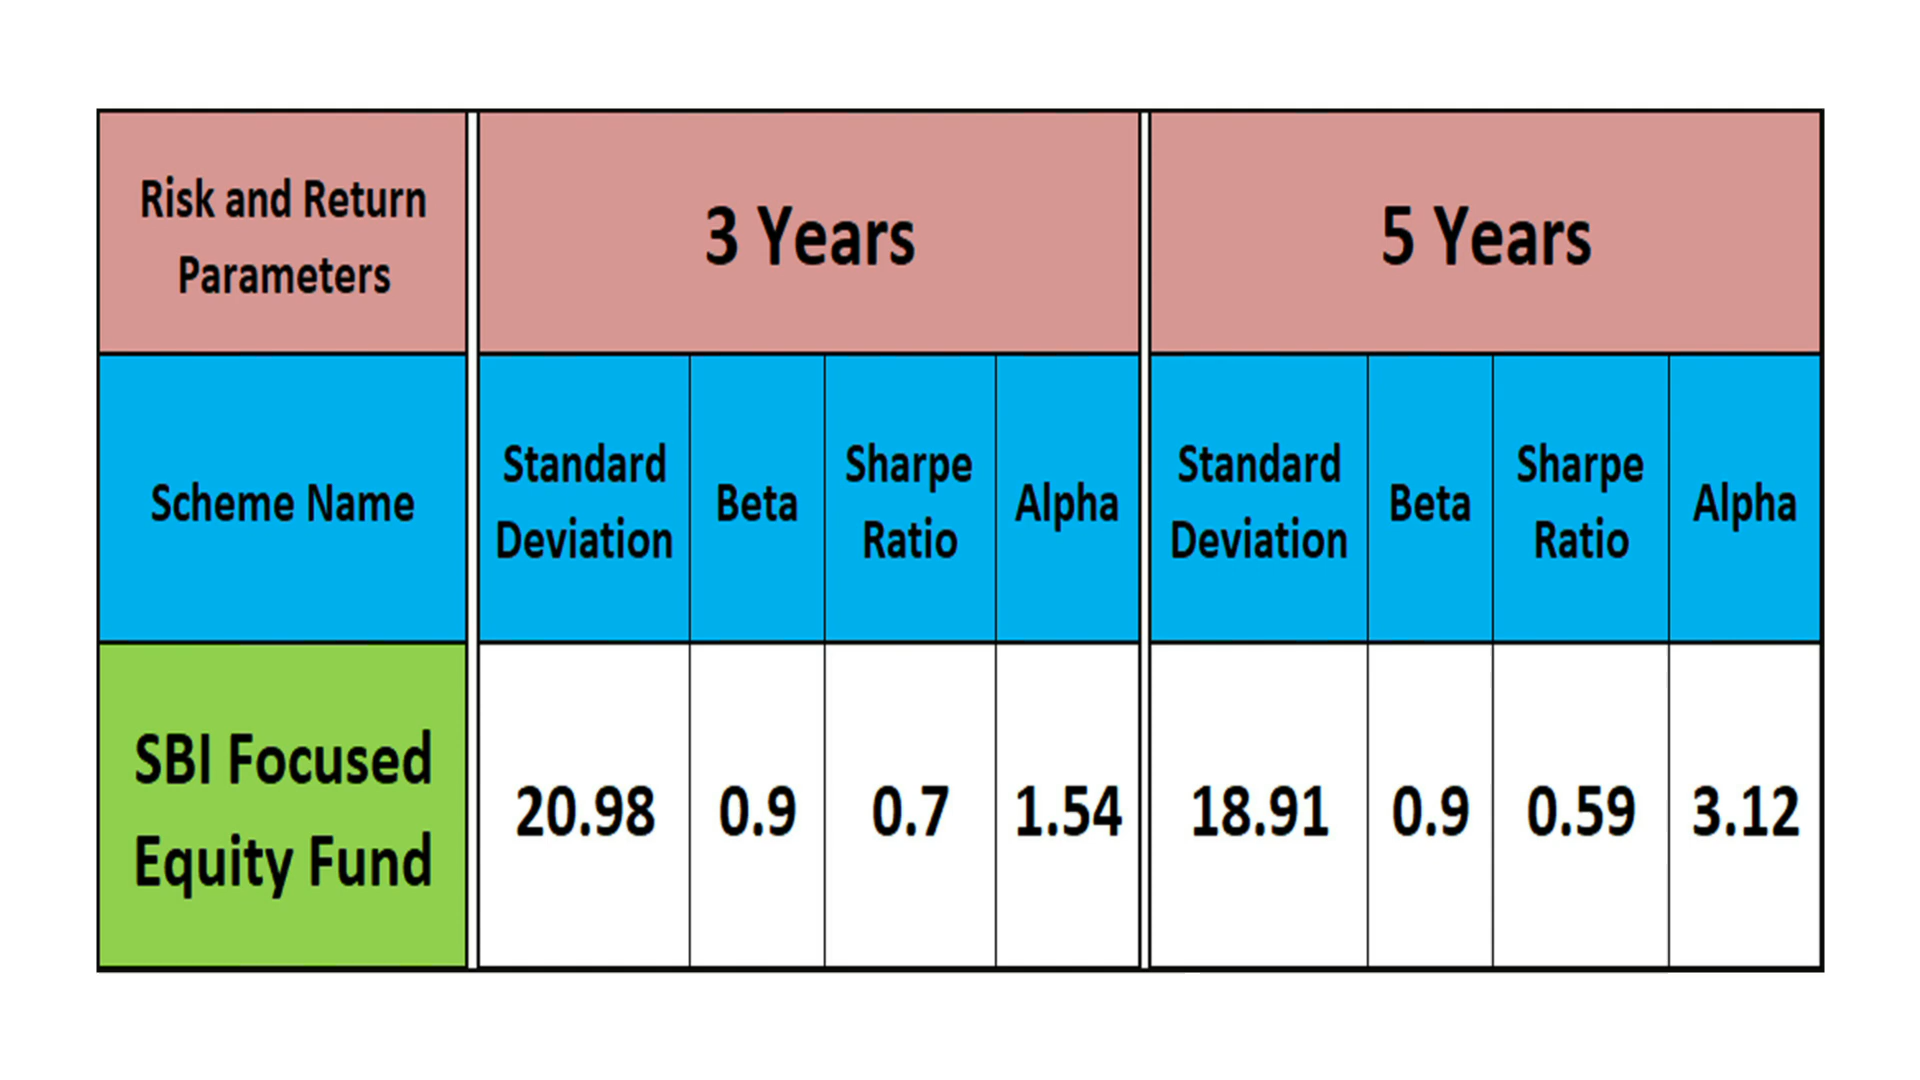 Risk and Return
Parameters
3 Years
5 Years
Scheme Name
Standard
Deviation
Beta
Sharpe
Ratio
Alpha
Standard
Deviation
Beta
Sharpe
Ratio
Alpha
SBI Focused
Equity Fund
20.98
0.9
0.7
1.54
18.91
0.9
0.59
3.12